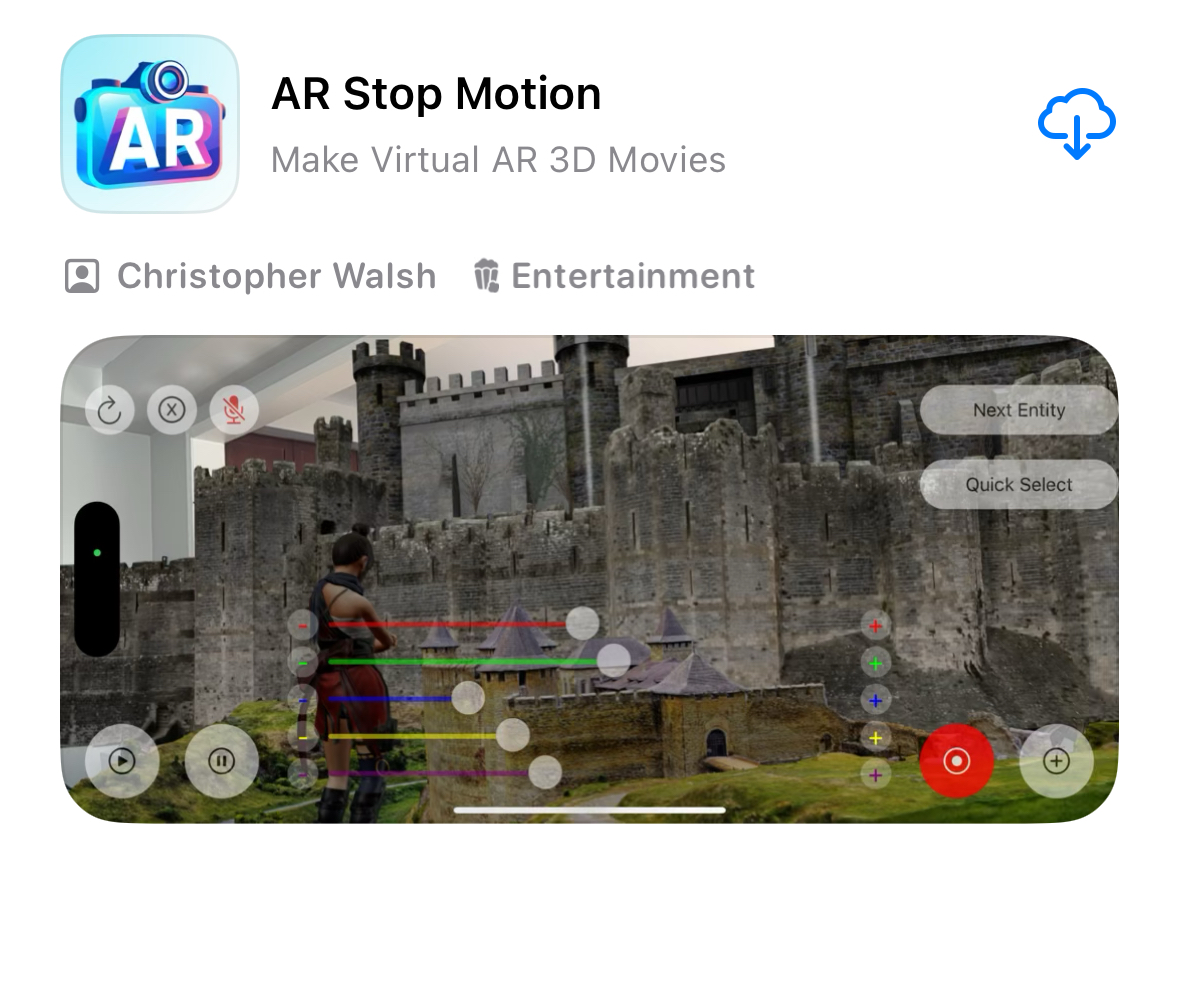 AR
AR Stop Motion
Make Virtual AR 3D Movies
Christopher Walsh
Entertainment
X
Next Entity
Quick Select
- +
- +
- +
- +
- +
+